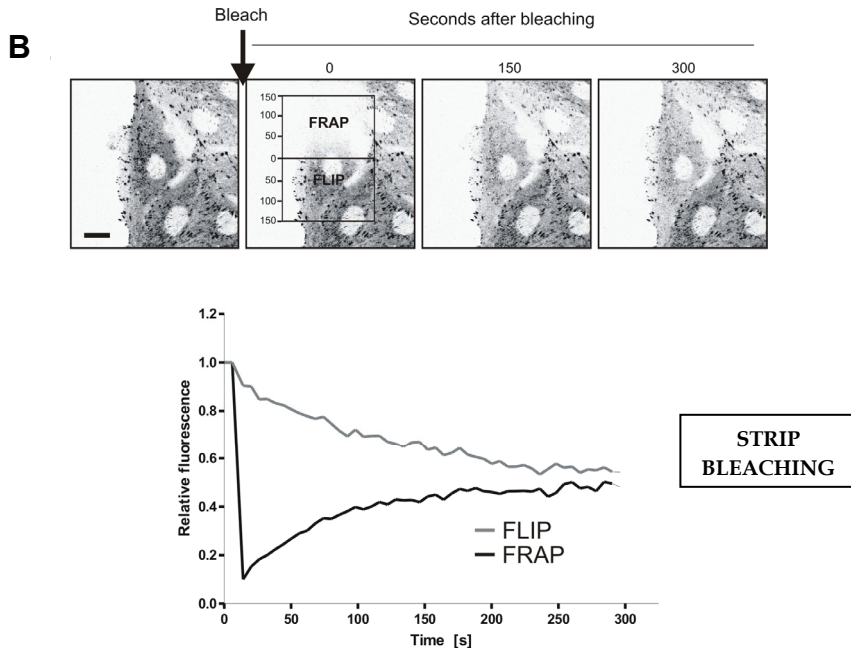 Bleach
Seconds after bleaching
B
0
150
300
150
100
50
0
50
100
150
FRAP
FLIP
1.2
1.0
0.8
0.6
0.4
0.2
0.0
Relative fluorescence
0
50
100
150
200
250
300
Time [s]
FLIP
FRAP
STRIP
BLEACHING